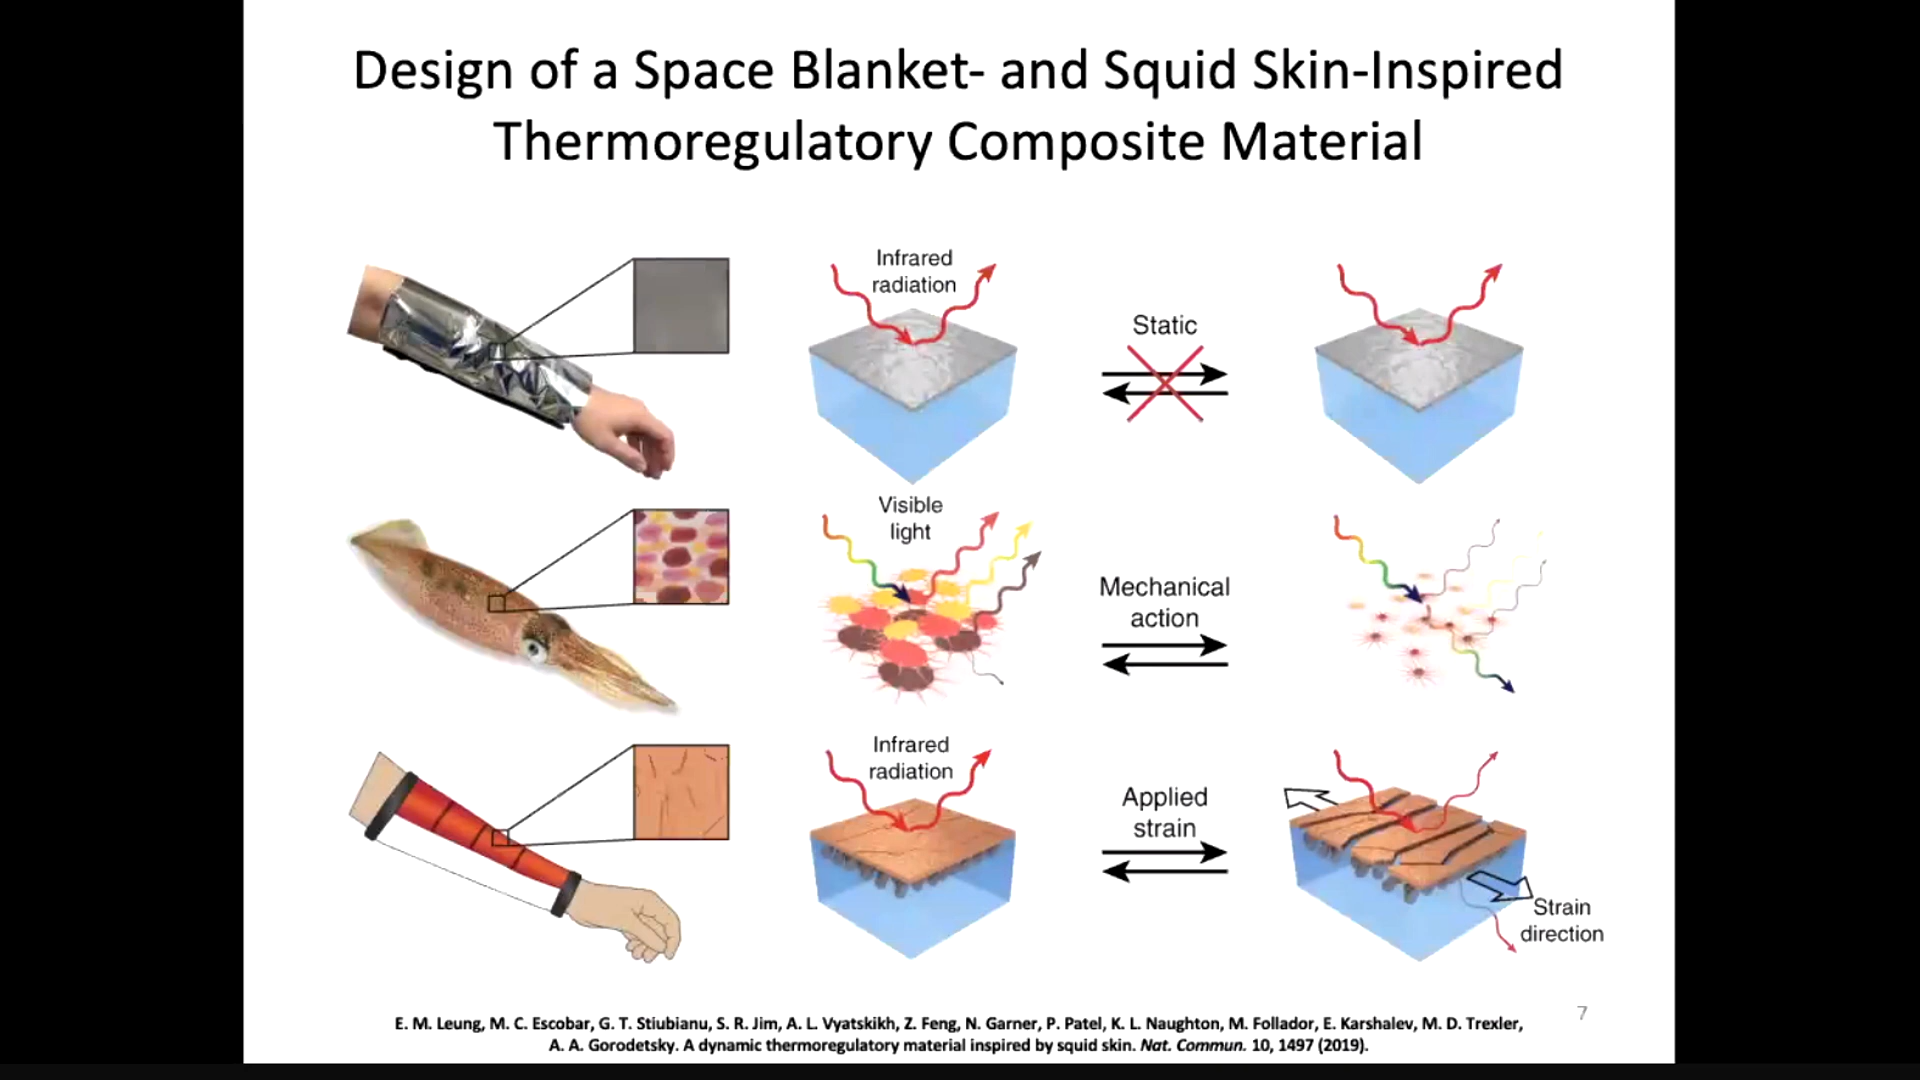 Design of a Space Blanket- and Squid Skin-Inspired
Thermoregulatory Composite Material
Infrared
radiation
Static
Visible
light
Mechanical
action
Infrared
radiation
Applied
strain
Strain
direction
7
E. M. Leung, M. C. Escobar, G. T. Stiubianu, S. R. Jim, A. L. Vyatskikh, Z. Feng, N. Garner, P. Patel, K. L. Naughton, M. Follador, E. Karshalev, M. D. Trexler,
A. A. Gorodetsky. A dynamic thermoregulatory material inspired by squid skin. Nat. Commun. 10, 1497 (2019).